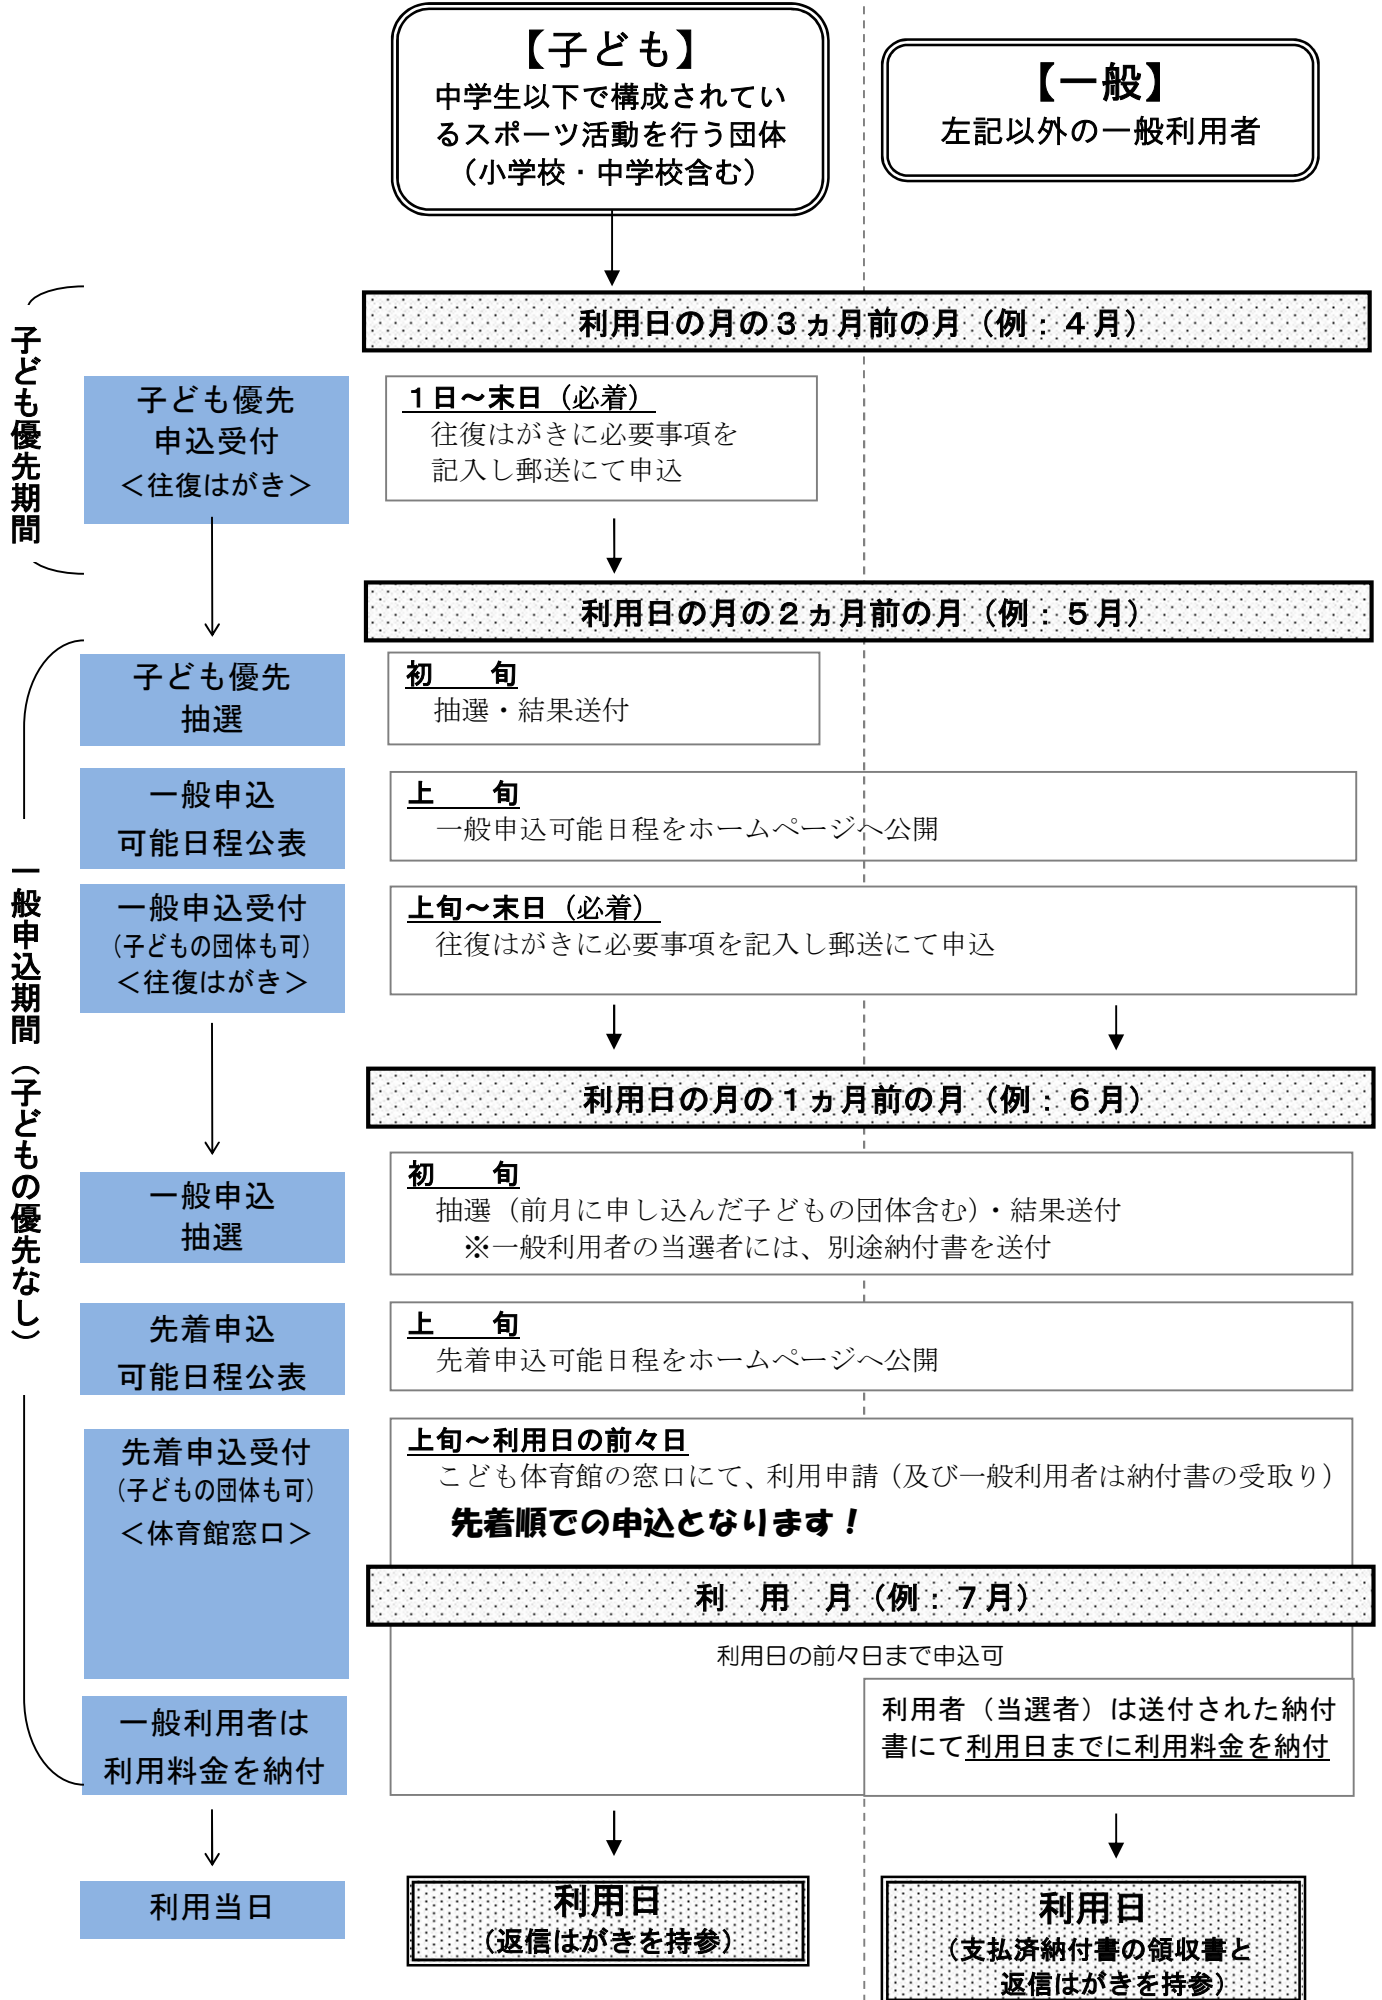 【子ども】
中学生以下で構成されてい
るスポーツ活動を行う団体
（小学校・中学校含む）
【一般】
左記以外の一般利用者
子ども優先期間
利用日の月の３ヵ月前の月（例：４月）
子ども優先
申込受付
＜往復はがき＞
１日～末日（必着）
往復はがきに必要事項を
記入し郵送にて申込
利用日の月の２ヵ月前の月（例：５月）
一般申込期間（子どもの優先なし）
子ども優先
抽選
初　　旬
抽選・結果送付
一般申込
可能日程公表
上　　旬
一般申込可能日程をホームページへ公開
一般申込受付
（子どもの団体も可）
＜往復はがき＞
上旬～末日（必着）
往復はがきに必要事項を記入し郵送にて申込
利用日の月の１ヵ月前の月（例：６月）
一般申込
抽選
初　　旬
抽選（前月に申し込んだ子どもの団体含む）・結果送付
※一般利用者の当選者には、別途納付書を送付
先着申込
可能日程公表
上　　旬
先着申込可能日程をホームページへ公開
先着申込受付
（子どもの団体も可）
＜体育館窓口＞
上旬～利用日の前々日
こども体育館の窓口にて、利用申請（及び一般利用者は納付書の受取り）
先着順での申込となります！
利　用　月（例：７月）
利用日の前々日まで申込可
一般利用者は
利用料金を納付
利用者（当選者）は送付された納付
書にて利用日までに利用料金を納付
利用当日
利用日
（返信はがきを持参）
利用日
（支払済納付書の領収書と
返信はがきを持参）